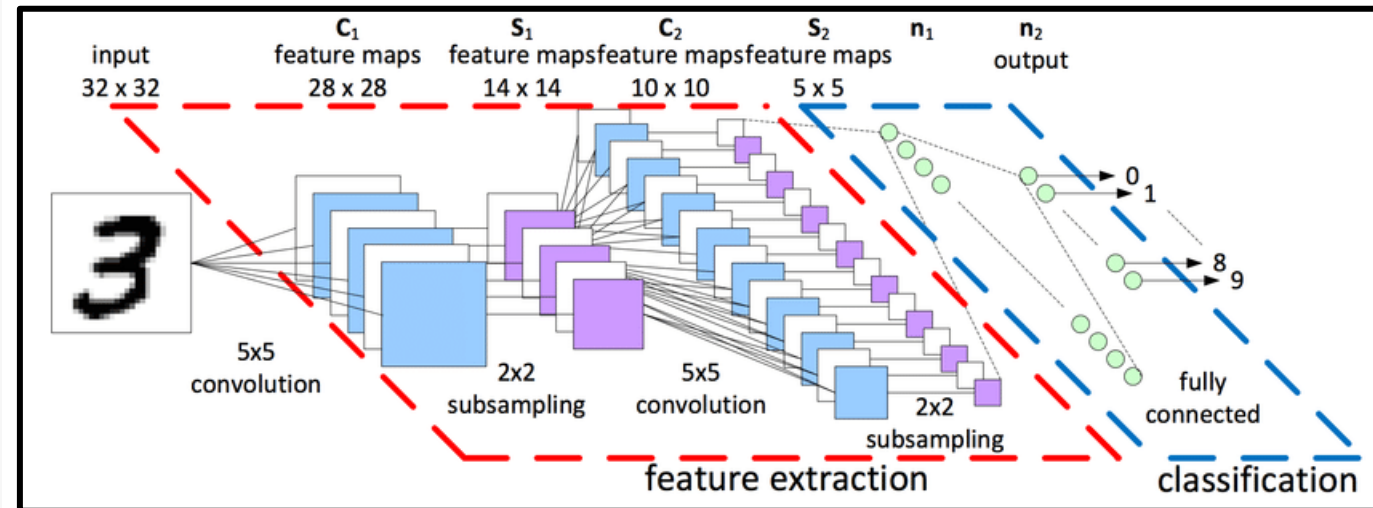 C₁ S₁ C₂ S₂ n₁ n₂
input feature maps feature maps feature maps feature maps output
32 x 32 28 x 28 14 x 14 10 x 10 5 x 5
0
1
3
8
9
5x5 2x2 5x5 fully
convolution subsampling convolution connected
2x2
subsampling
feature extraction classification